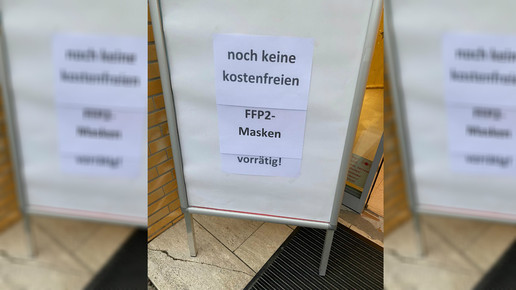 noch keine
kostenfreien
FFP2-
Masken
vorrätig!